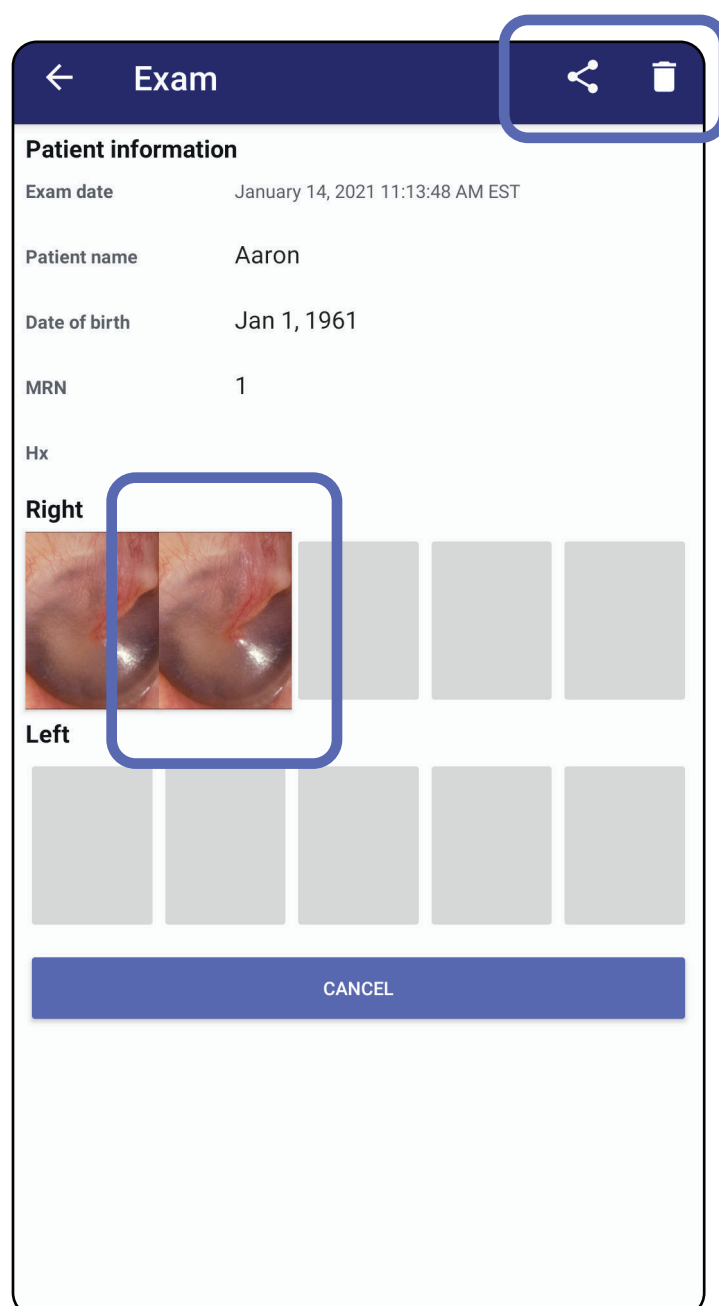 Exam
Patient information
Exam date January 14, 2021 11:13:48 AM EST
Patient name Aaron
Date of birth Jan 1, 1961
MRN 1
Hx
Right
Left
CANCEL